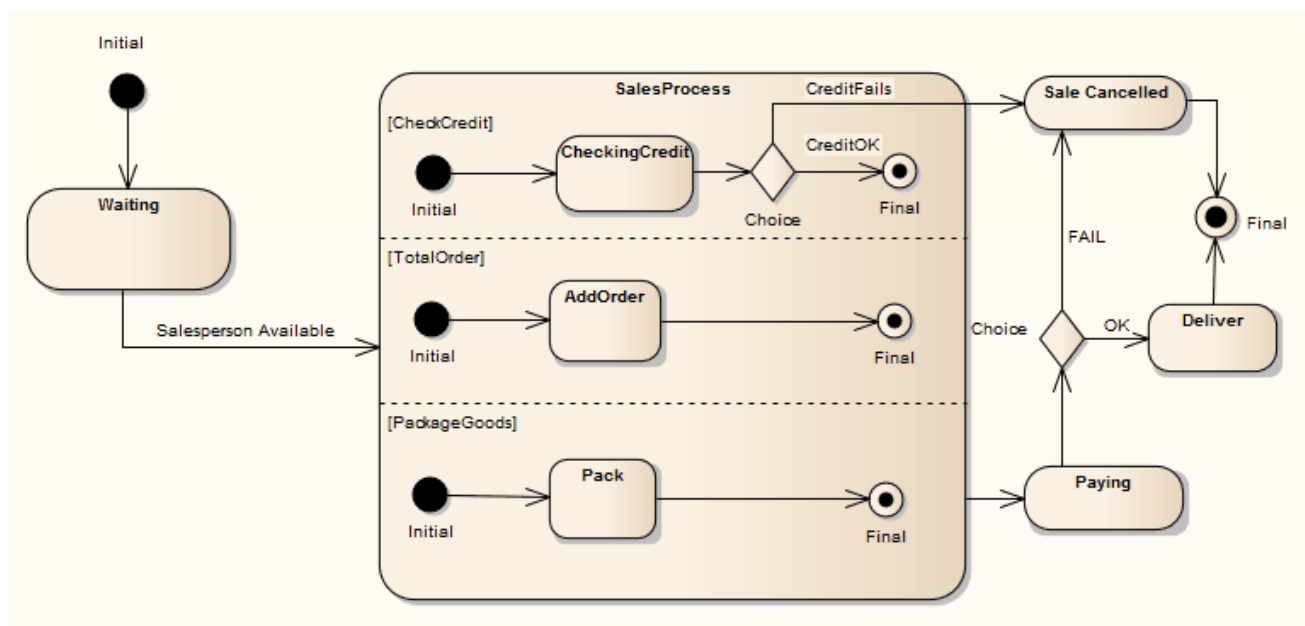 Initial
Waiting
Salesperson Available
SalesProcess
[CheckCredit]
Initial
CheckingCredit
Choice
CreditFails
CreditOK
Final
[TotalOrder]
Initial
AddOrder
Final
[PackageGoods]
Initial
Pack
Final
Sale Cancelled
Final
FAIL
Choice
OK
Deliver
Paying